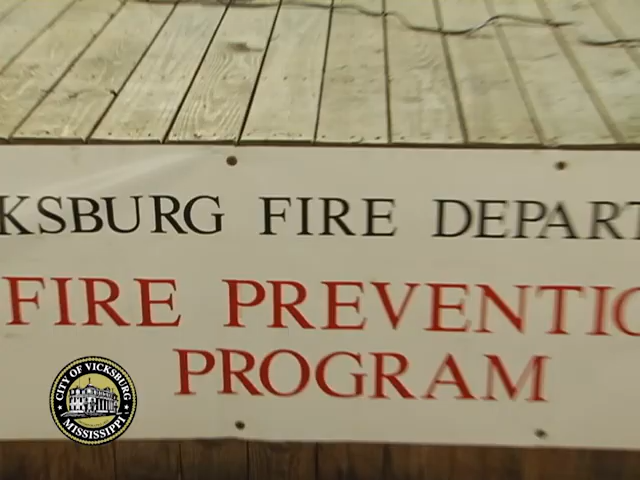 KSBURG FIRE DEPART
FIRE PREVENTIO
PROGRAM
CITY OF VICKSBURG
MISSISSIPPI